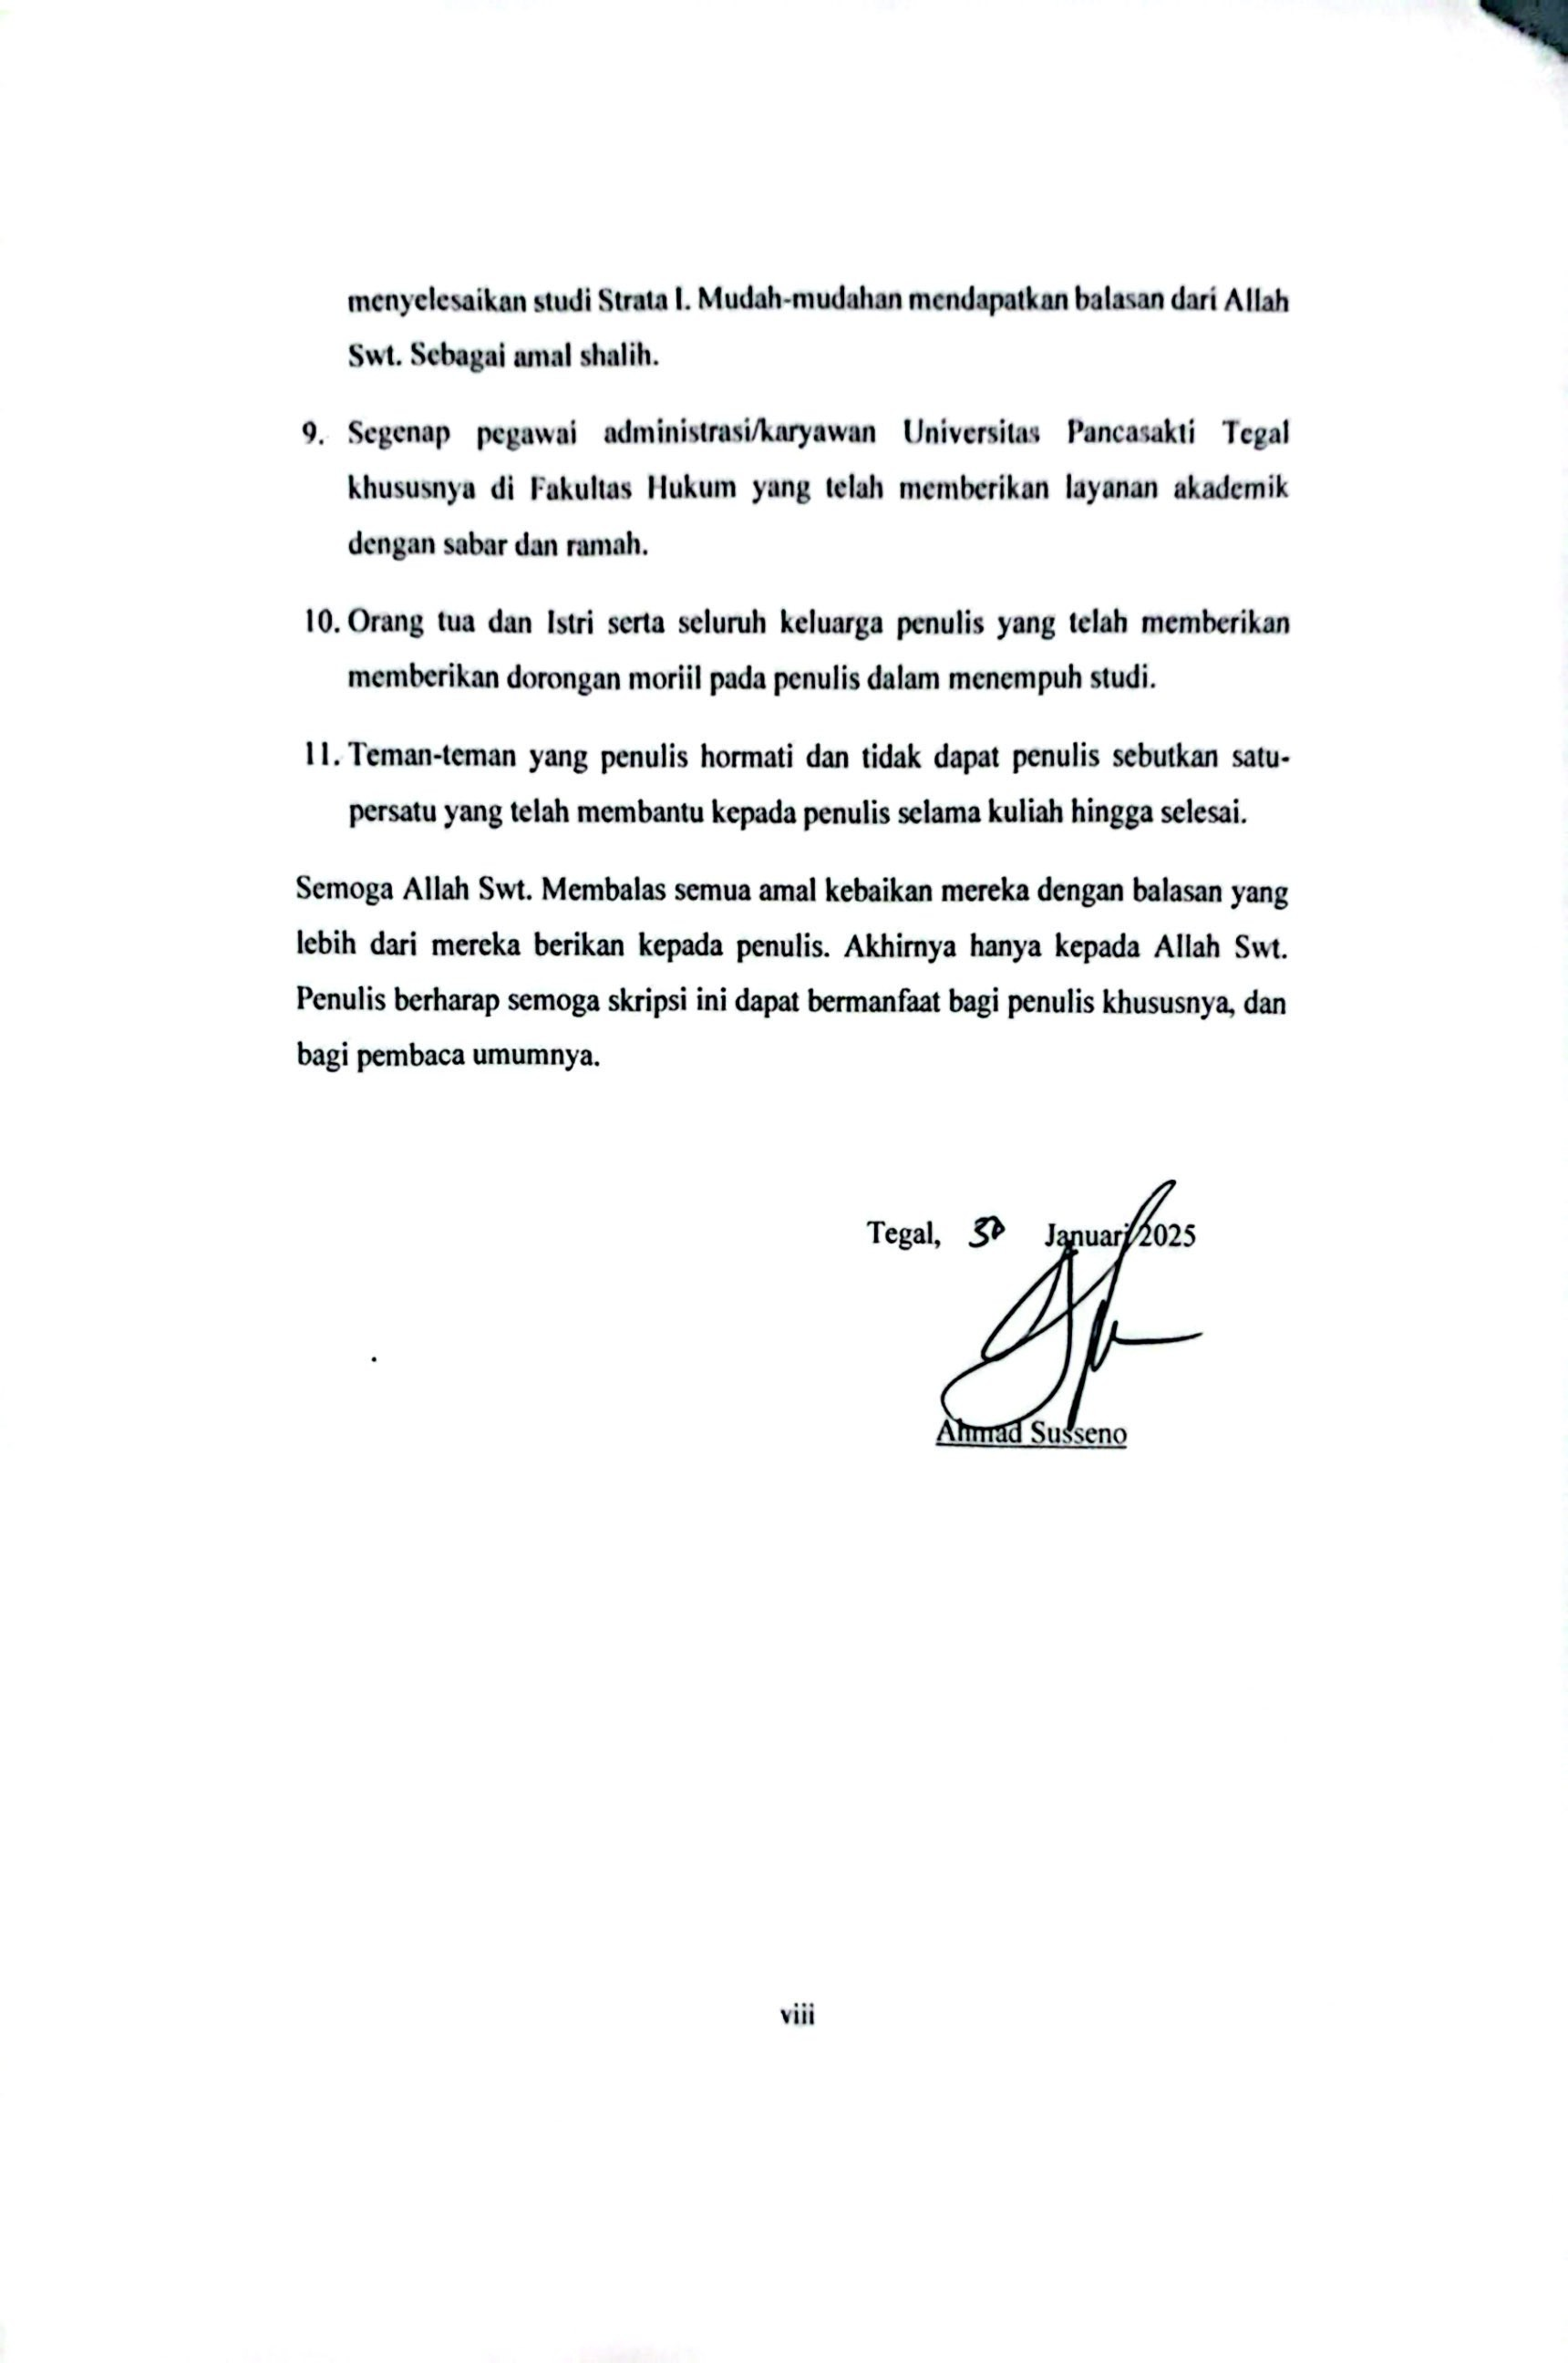 menyelesaikan studi Strata I. Mudah-mudahan mendapatkan balasan dari Allah
Swt. Sebagai amal shalih.
9. Segenap pegawai administrasi/karyawan Universitas Pancasakti Tegal
khususnya di Fakultas Hukum yang telah memberikan layanan akademik
dengan sabar dan ramah.
10. Orang tua dan Istri serta seluruh keluarga penulis yang telah memberikan
memberikan dorongan moriil pada penulis dalam menempuh studi.
11. Teman-teman yang penulis hormati dan tidak dapat penulis sebutkan satu-
persatu yang telah membantu kepada penulis selama kuliah hingga selesai.
Semoga Allah Swt. Membalas semua amal kebaikan mereka dengan balasan yang
lebih dari mereka berikan kepada penulis. Akhirnya hanya kepada Allah Swt.
Penulis berharap semoga skripsi ini dapat bermanfaat bagi penulis khususnya, dan
bagi pembaca umumnya.
Tegal, 30 Januari 2025
Ahmad Susseno
viii